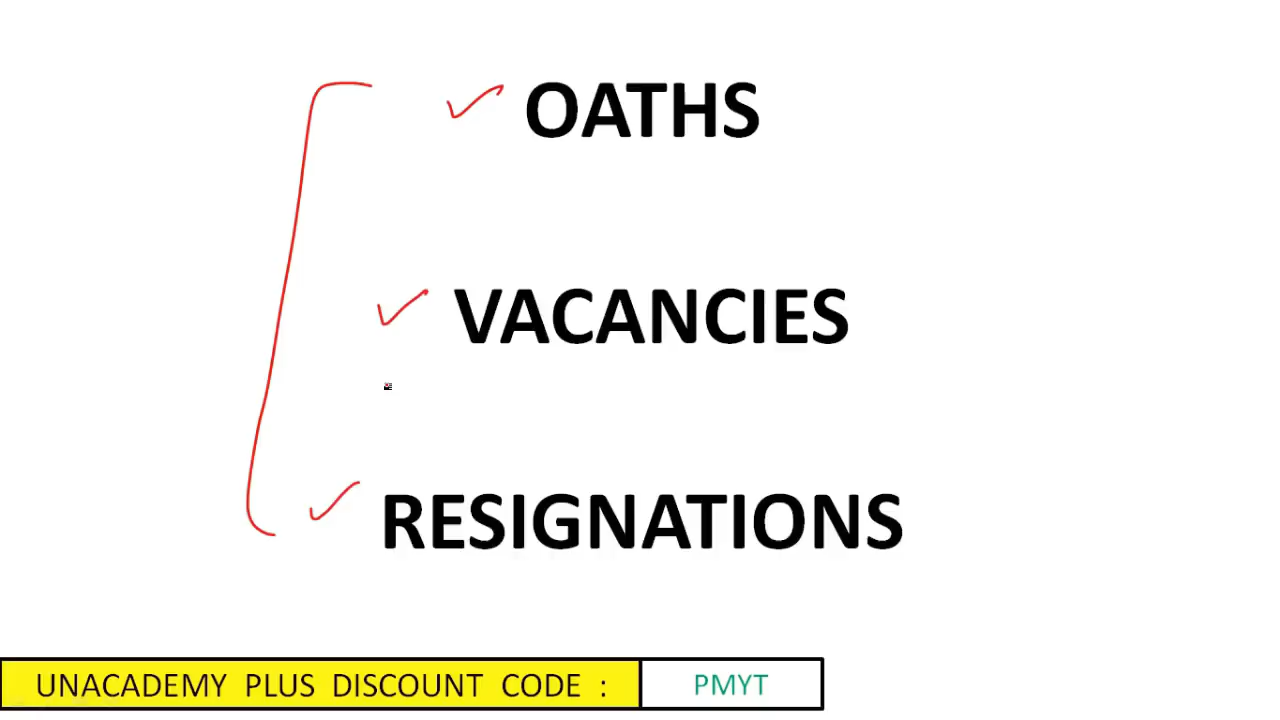 OATHS
VACANCIES
RESIGNATIONS
UNACADEMY PLUS DISCOUNT CODE : PMYT